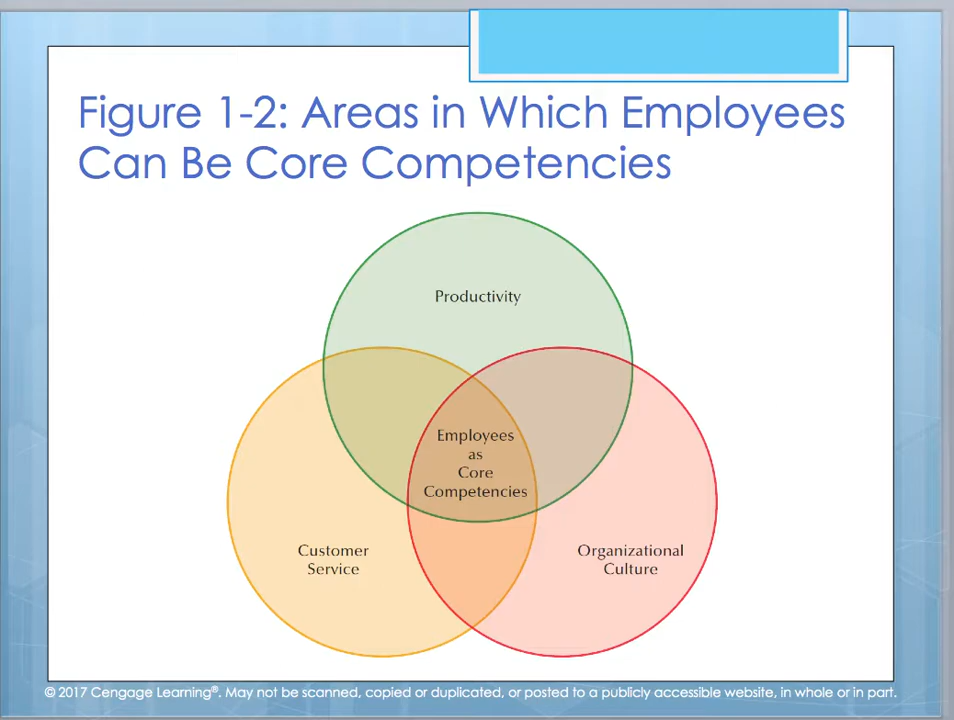 Figure 1-2: Areas in Which Employees
Can Be Core Competencies
Productivity
Employees
as
Core
Competencies
Customer
Service
Organizational
Culture
© 2017 Cengage Learning®. May not be scanned, copied or duplicated, or posted to a publicly accessible website, in whole or in part.